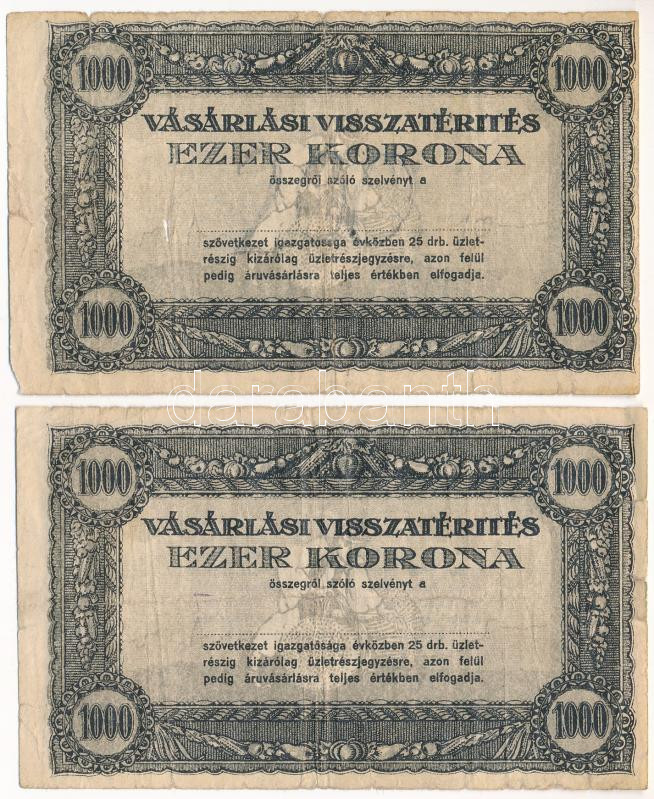 1000 1000
VÁSÁRLÁSI VISSZATÉRITÉS
EZER KORONA
összegről szóló szelvényt a
szövetkezet igazgatósága évközben 25 drb. üzlet-
részig kizárólag üzletrészjegyzésre, azon felül
pedig áruvásárlásra teljes értékben elfogadja.
1000 1000
darabanth
1000 1000
VÁSÁRLÁSI VISSZATÉRITÉS
EZER KORONA
összegről szóló szelvényt a
szövetkezet igazgatósága évközben 25 drb. üzlet-
részig kizárólag üzletrészjegyzésre, azon felül
pedig áruvásárlásra teljes értékben elfogadja.
1000 1000